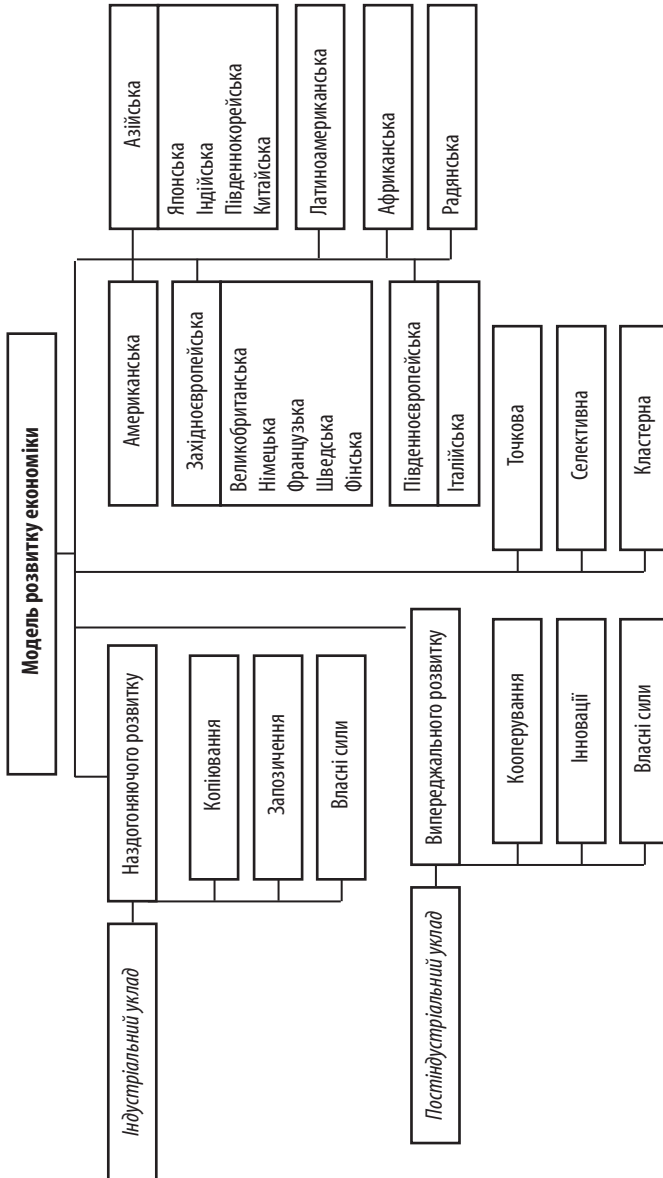 Модель розвитку економіки
Індустріальний уклад
Наздоганяючого розвитку
Копіювання
Запозичення
Власні сили
Постіндустріальний уклад
Випереджального розвитку
Кооперування
Інновації
Власні сили
Точкова
Селективна
Кластерна
Американська
Західноєвропейська
Великобританська
Німецька
Французька
Шведська
Фінська
Південноєвропейська
Італійська
Азійська
Японська
Індійська
Південнокорейська
Китайська
Латиноамериканська
Африканська
Радянська